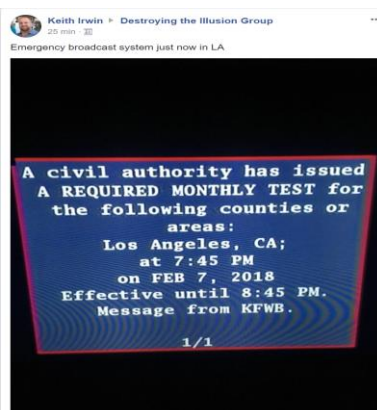 Keith Irwin ▸ Destroying the Illusion Group
25 min ·
Emergency broadcast system just now in LA
A civil authority has issued
A REQUIRED MONTHLY TEST for
the following counties or
areas:
Los Angeles, CA;
at 7:45 PM
on FEB 7, 2018
Effective until 8:45 PM.
Message from KFWB.
1/1